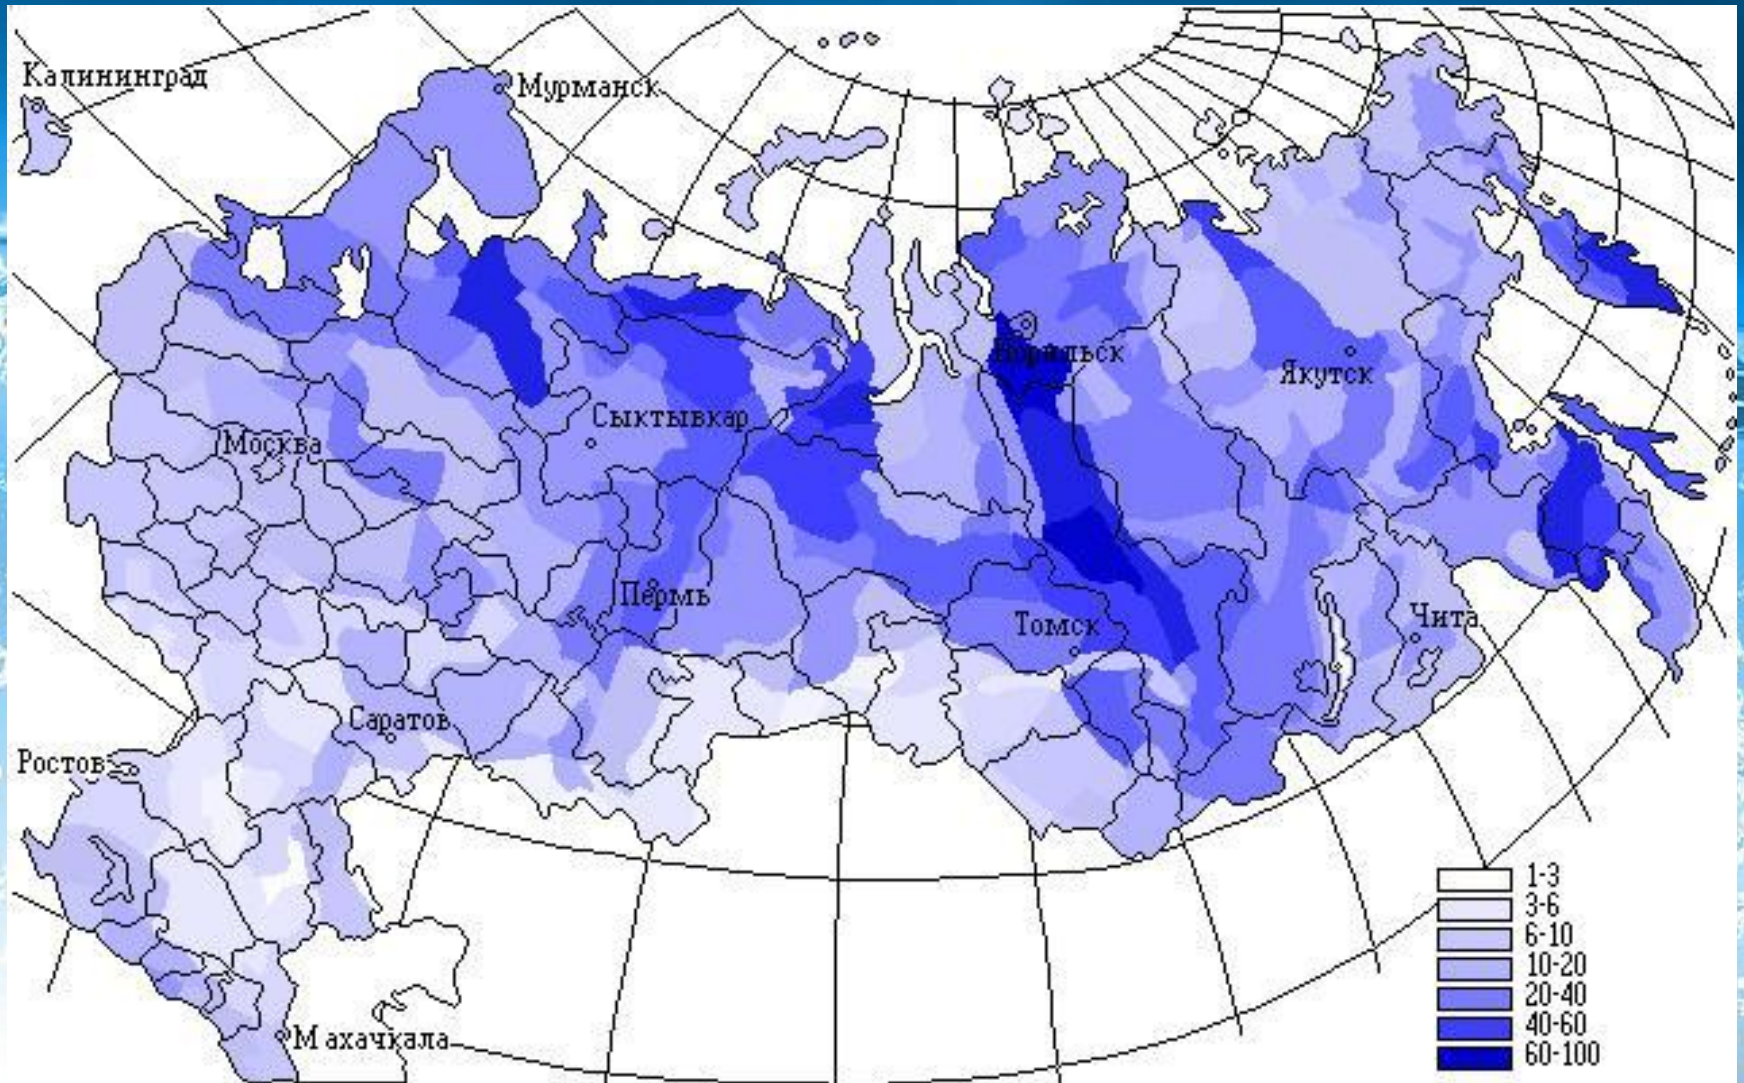 Калининград
Мурманск
Норильск
Якутск
Сыктывкар
Москва
Пермь
Томск
Чита
Саратов
Ростов
Махачкала
1-3
3-6
6-10
10-20
20-40
40-60
60-100